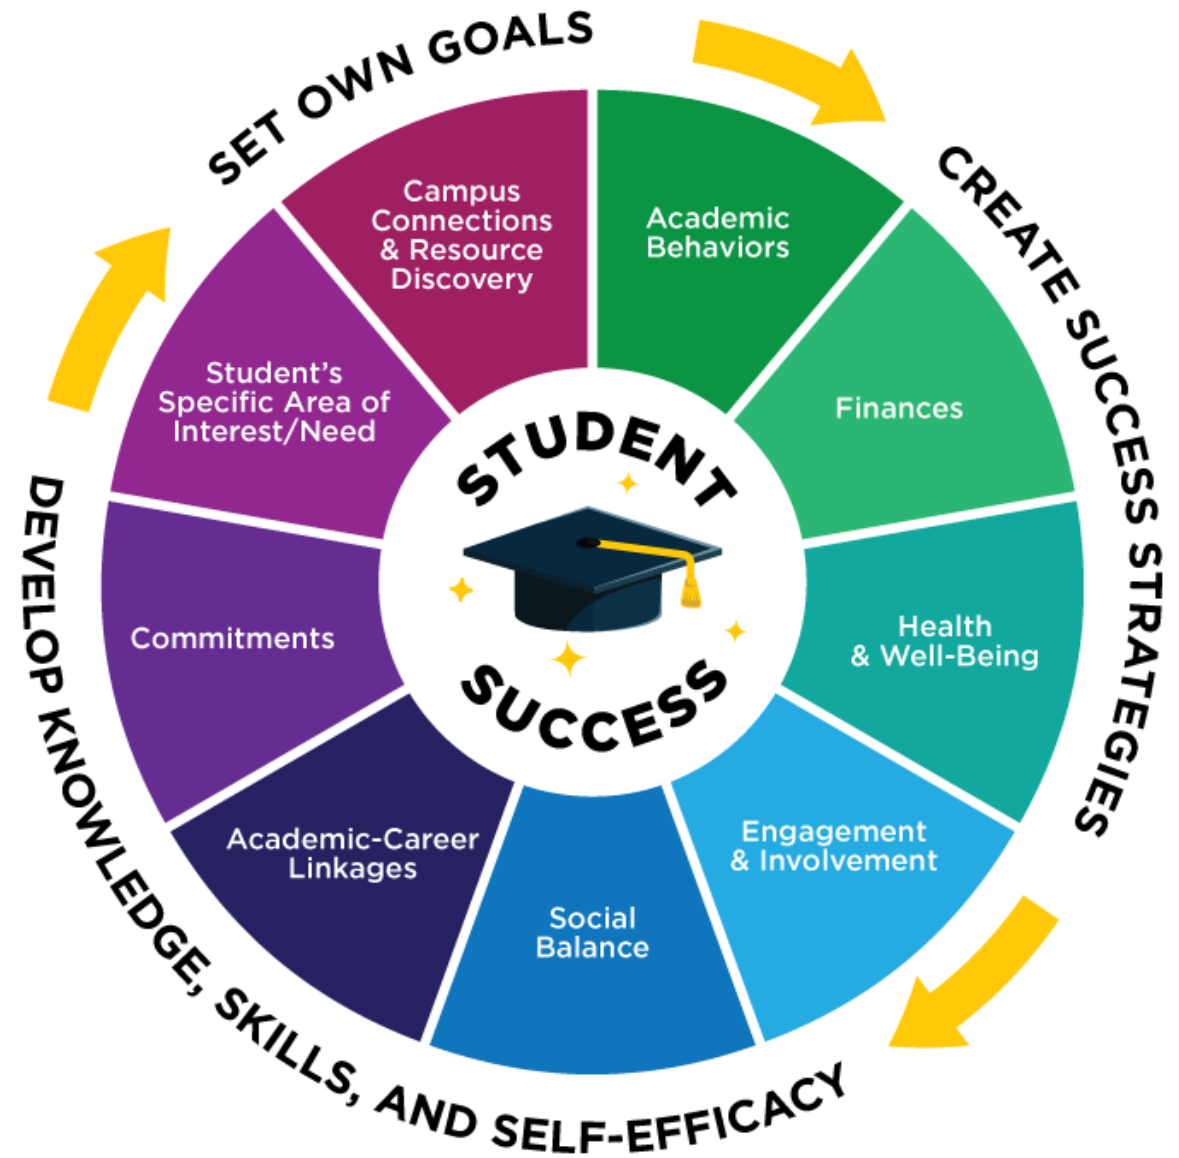 SET OWN GOALS
CREATE SUCCESS STRATEGIES
DEVELOP KNOWLEDGE, SKILLS, AND SELF-EFFICACY
Campus
Connections
& Resource
Discovery
Academic
Behaviors
Finances
Health
& Well-Being
Engagement
& Involvement
Social
Balance
Academic-Career
Linkages
Commitments
Student’s
Specific Area of
Interest/Need
STUDENT
SUCCESS